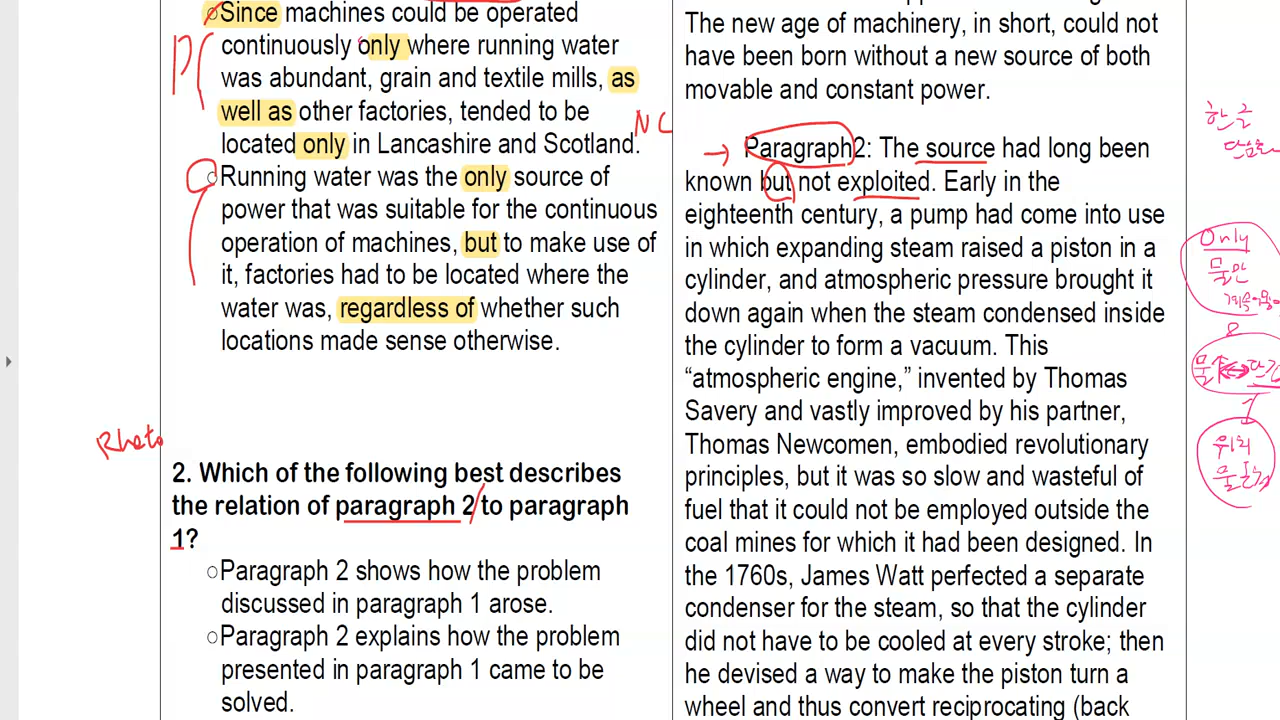 Since machines could be operated
continuously only where running water
was abundant, grain and textile mills, as
well as other factories, tended to be
located only in Lancashire and Scotland.
NC
P
Running water was the only source of
power that was suitable for the continuous
operation of machines, but to make use of
it, factories had to be located where the
water was, regardless of whether such
locations made sense otherwise.
Rheto
2. Which of the following best describes
the relation of paragraph 2/to paragraph
1?
Paragraph 2 shows how the problem
discussed in paragraph 1 arose.
Paragraph 2 explains how the problem
presented in paragraph 1 came to be
solved.
The new age of machinery, in short, could not
have been born without a new source of both
movable and constant power.
→ Paragraph 2: The source had long been
known but not exploited. Early in the
eighteenth century, a pump had come into use
in which expanding steam raised a piston in a
cylinder, and atmospheric pressure brought it
down again when the steam condensed inside
the cylinder to form a vacuum. This
“atmospheric engine,” invented by Thomas
Savery and vastly improved by his partner,
Thomas Newcomen, embodied revolutionary
principles, but it was so slow and wasteful of
fuel that it could not be employed outside the
coal mines for which it had been designed. In
the 1760s, James Watt perfected a separate
condenser for the steam, so that the cylinder
did not have to be cooled at every stroke; then
he devised a way to make the piston turn a
wheel and thus convert reciprocating (back
한글
Only
물만
위치